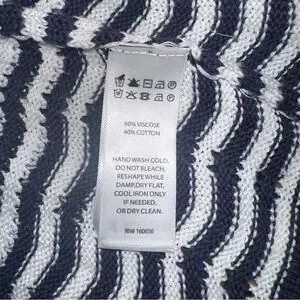 60% VISCOSE
40% COTTON
HAND WASH COLD.
DO NOT BLEACH,
RESHAPE WHILE
DAMP,DRY FLAT,
COOL IRON ONLY
IF NEEDED,
OR DRY CLEAN.
RN# 160656